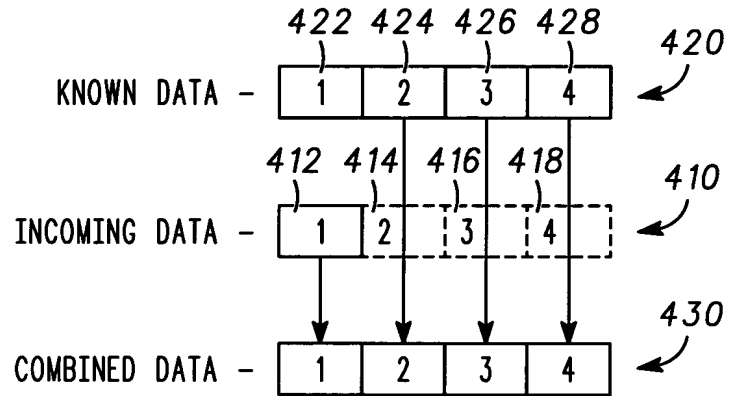 422 424 426 428
420
KNOWN DATA - 1 2 3 4
412 414 416 418
410
INCOMING DATA - 1 2 3 4
430
COMBINED DATA - 1 2 3 4